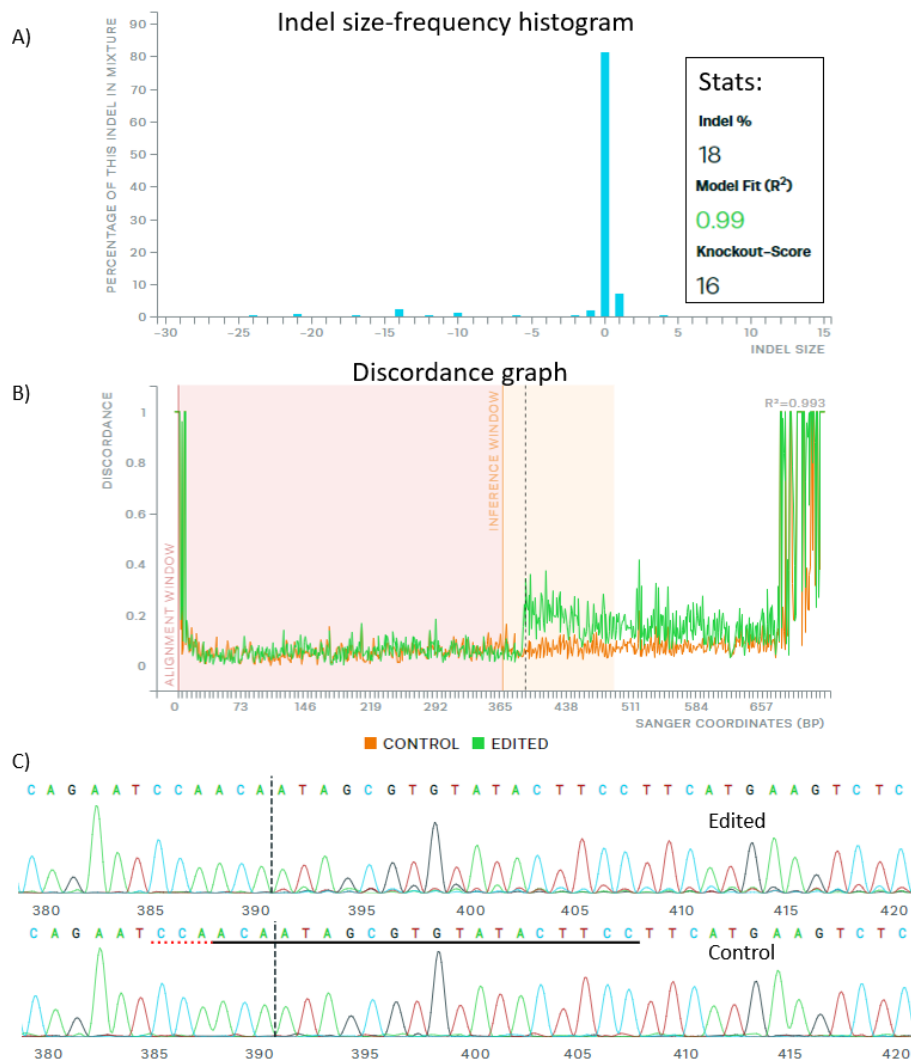 A)
Indel size-frequency histogram
PERCENTAGE OF THIS INDEL IN MIXTURE
90
80
70
60
50
40
30
20
10
0
-30
-25
-20
-15
-10
-5
0
5
10
15
INDEL SIZE
Stats:
Indel %
18
Model Fit (R²)
0.99
Knockout-Score
16
B)
Discordance graph
DISCORDANCE
1
0.8
0.6
0.4
0.2
0
ALIGNMENT WINDOW
INFERENCE WINDOW
R²=0.993
0
73
146
219
292
365
438
511
584
657
SANGER COORDINATES (BP)
CONTROL
EDITED
C)
C A G A A T C C A A C A A T A G C G T G T A T A C T T C C T T C A T G A A G T C T C
Edited
380 385 390 395 400 405 410 415 420
C A G A A T C C A A C A A T A G C G T G T A T A C T T C C T T C A T G A A G T C T C
Control
380 385 390 395 400 405 410 415 420